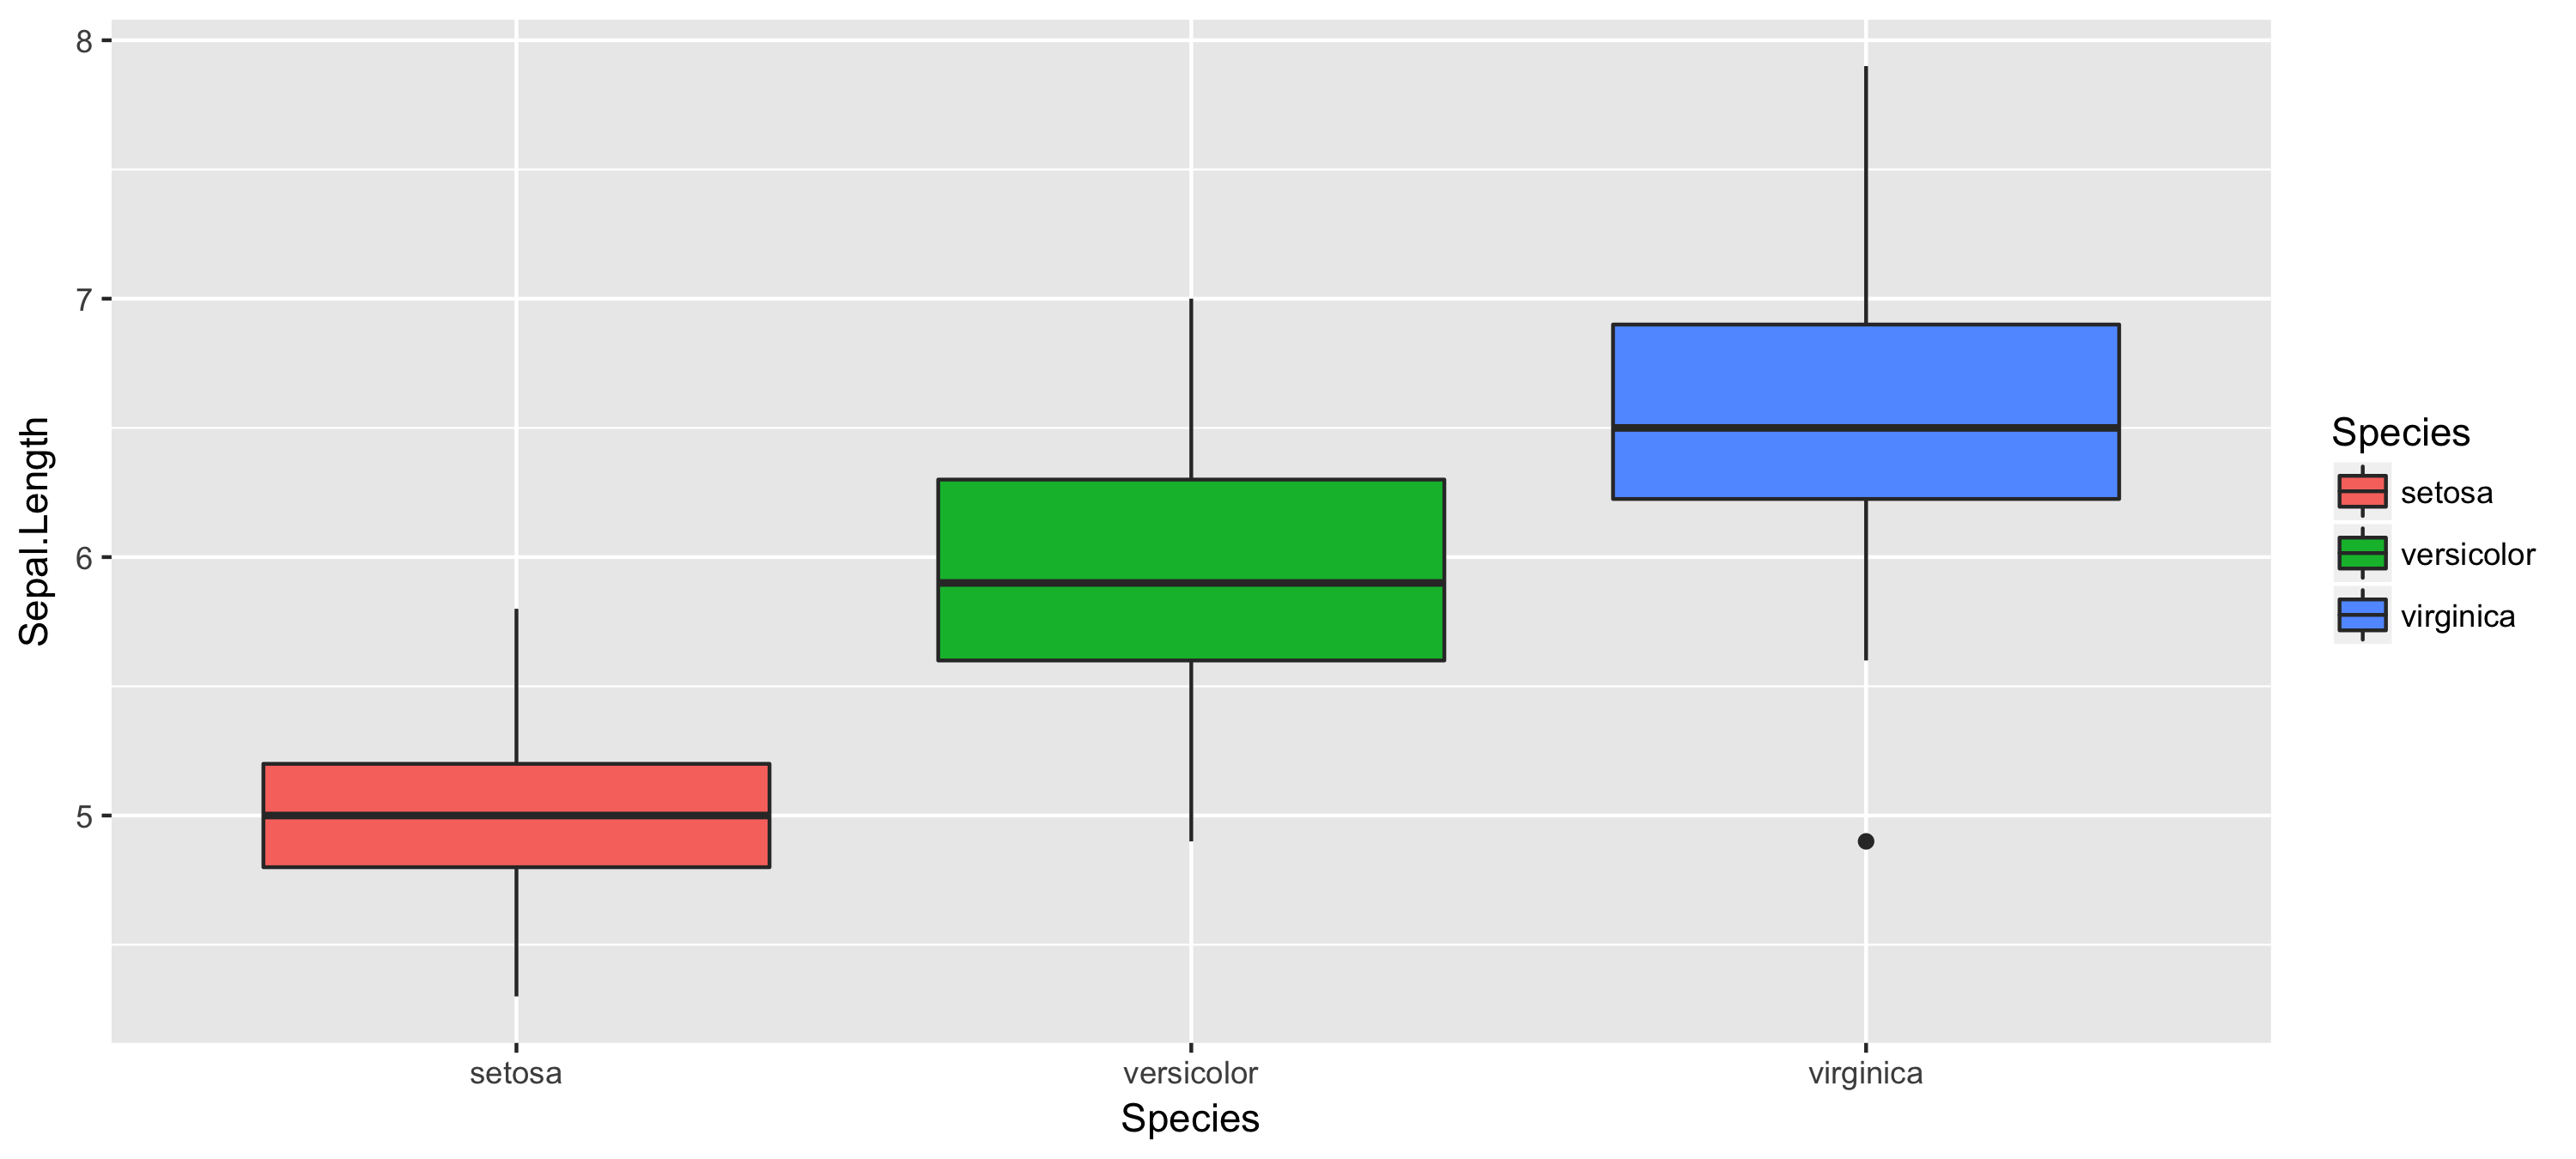 8
7
6
5
Sepal.Length
setosa
versicolor
virginica
Species
Species
setosa
versicolor
virginica